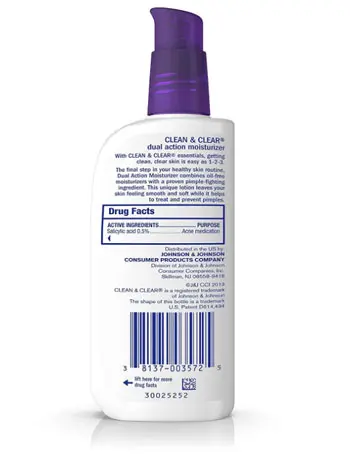 CLEAN & CLEAR®
dual action moisturizer
With CLEAN & CLEAR® essentials, getting
clean, clear skin is easy as 1-2-3.
The final step in your healthy skin routine,
Dual Action Moisturizer combines oil-free
moisturizers with a proven pimple-fighting
ingredient. This unique lotion leaves your
skin feeling smooth and soft while it helps
to treat and prevent pimples.
Drug Facts
ACTIVE INGREDIENTS PURPOSE
Salicylic acid 0.5% Acne medication
Distributed in the US by:
JOHNSON & JOHNSON
CONSUMER PRODUCTS COMPANY
Division of Johnson & Johnson
Consumer Companies, Inc.
Skillman, NJ 08558-9418
©J&J CCI 2013
CLEAN & CLEAR® is a registered trademark
of Johnson & Johnson
The shape of this bottle is a trademark
U.S. Patent D614,494
3 8137-003572 5
lift here for more
drug facts
30025252